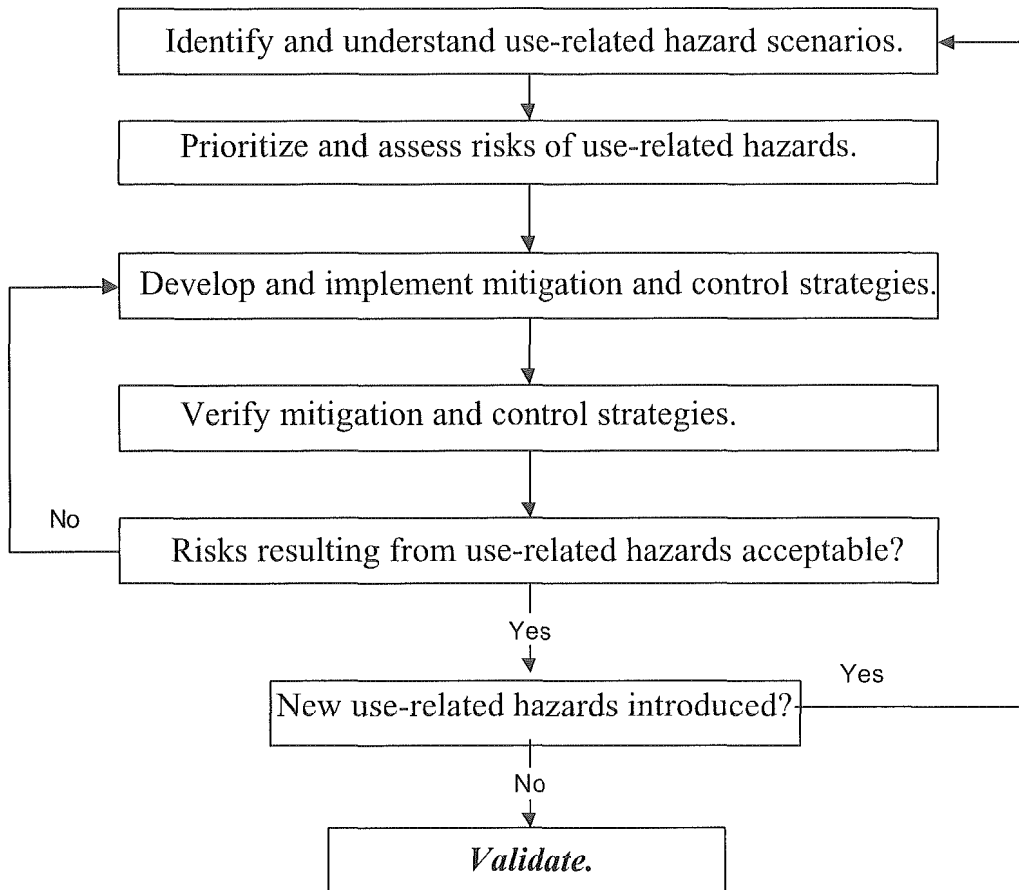 Identify and understand use-related hazard scenarios.
Prioritize and assess risks of use-related hazards.
Develop and implement mitigation and control strategies.
Verify mitigation and control strategies.
No
Risks resulting from use-related hazards acceptable?
Yes
Yes
New use-related hazards introduced?
No
Validate.